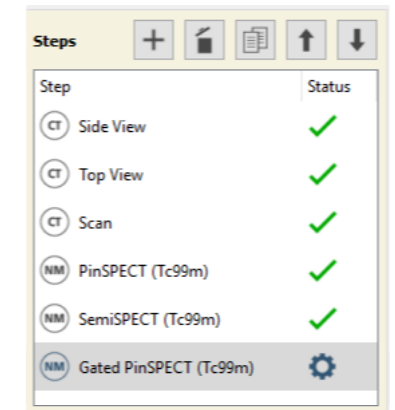 Steps
Step Status
CT Side View
CT Top View
CT Scan
NM PinSPECT (Tc99m)
NM SemiSPECT (Tc99m)
NM Gated PinSPECT (Tc99m)